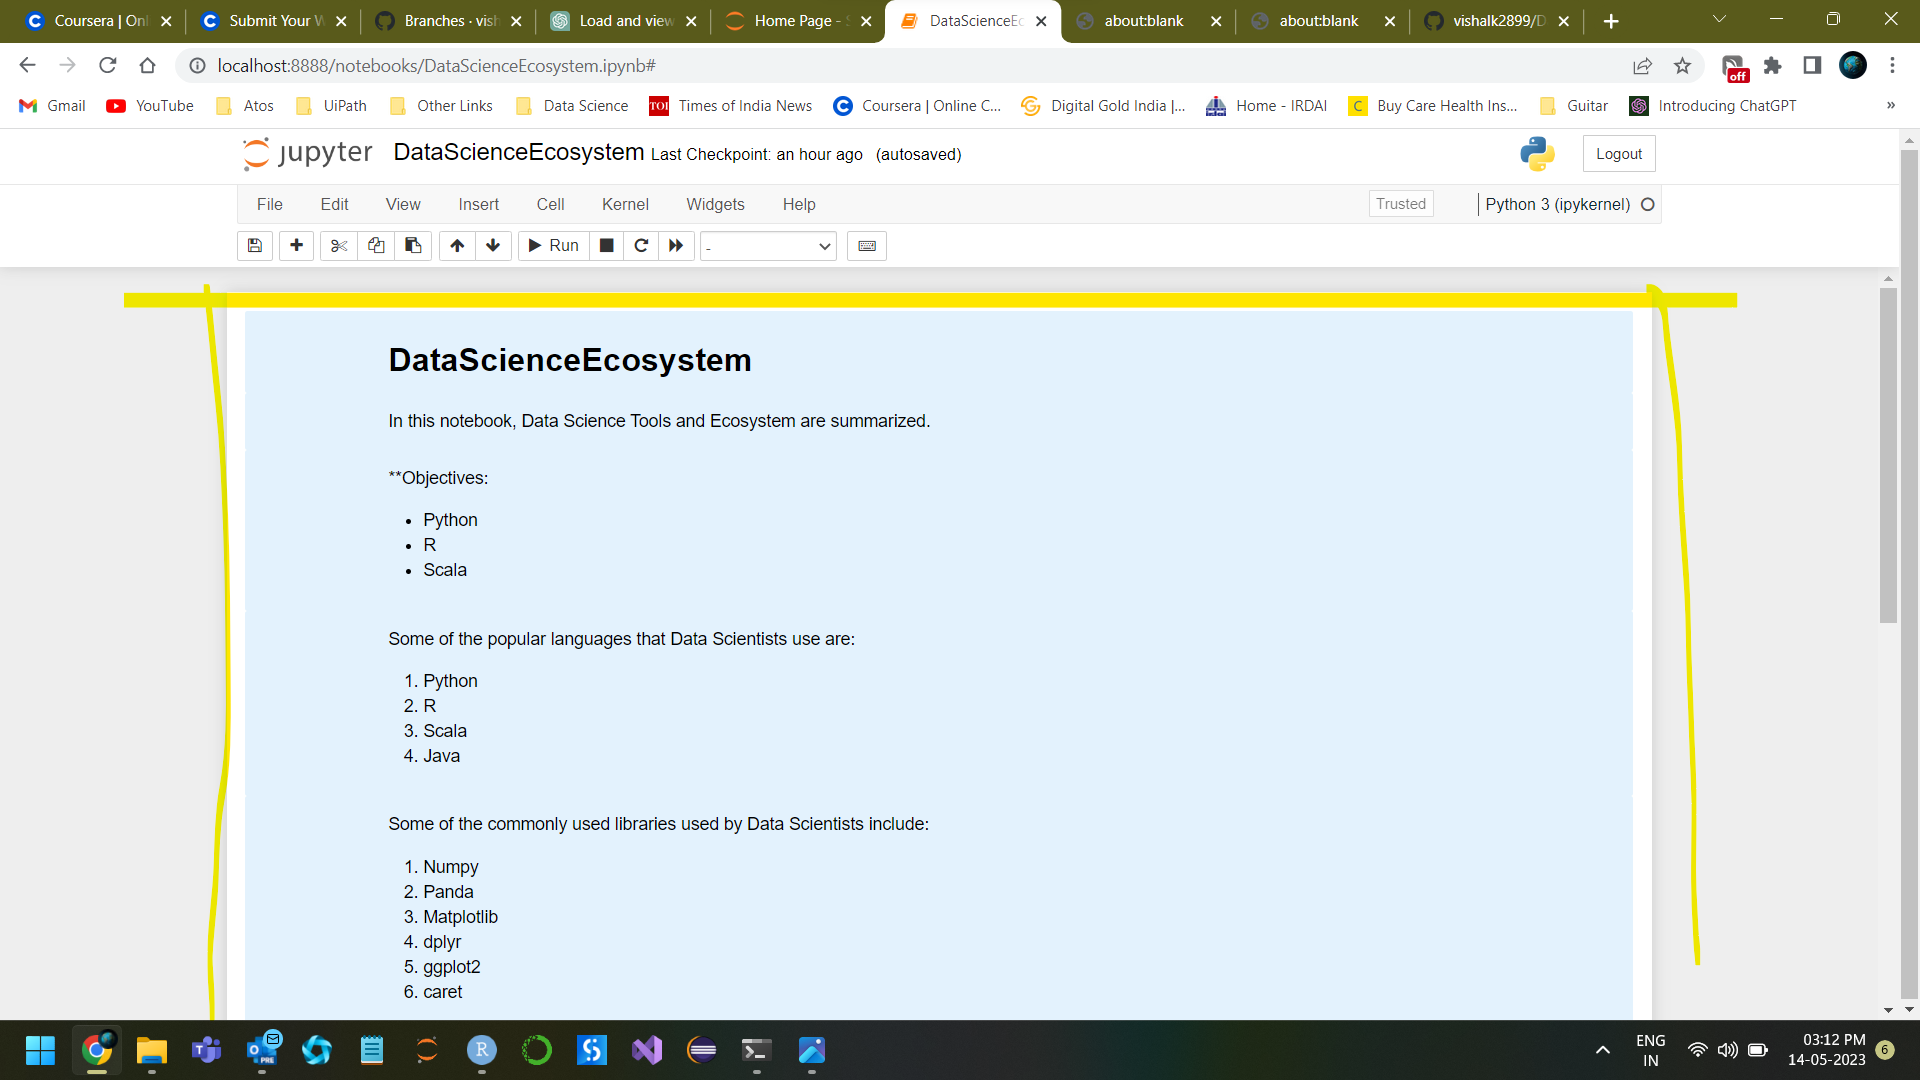 Coursera | Onl
Submit Your W
Branches · vish
Load and view
Home Page - S
DataScienceEc
about:blank
about:blank
vishalk2899/D
localhost:8888/notebooks/DataScienceEcosystem.ipynb#
off
Gmail
YouTube
Atos
UiPath
Other Links
Data Science
TOI
Times of India News
Coursera | Online C...
Digital Gold India |...
Home - IRDAI
C
Buy Care Health Ins...
Guitar
Introducing ChatGPT
»
jupyter
DataScienceEcosystem Last Checkpoint: an hour ago (autosaved)
Logout
File
Edit
View
Insert
Cell
Kernel
Widgets
Help
Trusted
Python 3 (ipykernel)
Run
-
DataScienceEcosystem
In this notebook, Data Science Tools and Ecosystem are summarized.
**Objectives:
• Python
• R
• Scala
Some of the popular languages that Data Scientists use are:
1. Python
2. R
3. Scala
4. Java
Some of the commonly used libraries used by Data Scientists include:
1. Numpy
2. Panda
3. Matplotlib
4. dplyr
5. ggplot2
6. caret
PRE
R
ENG
IN
03:12 PM
14-05-2023
6